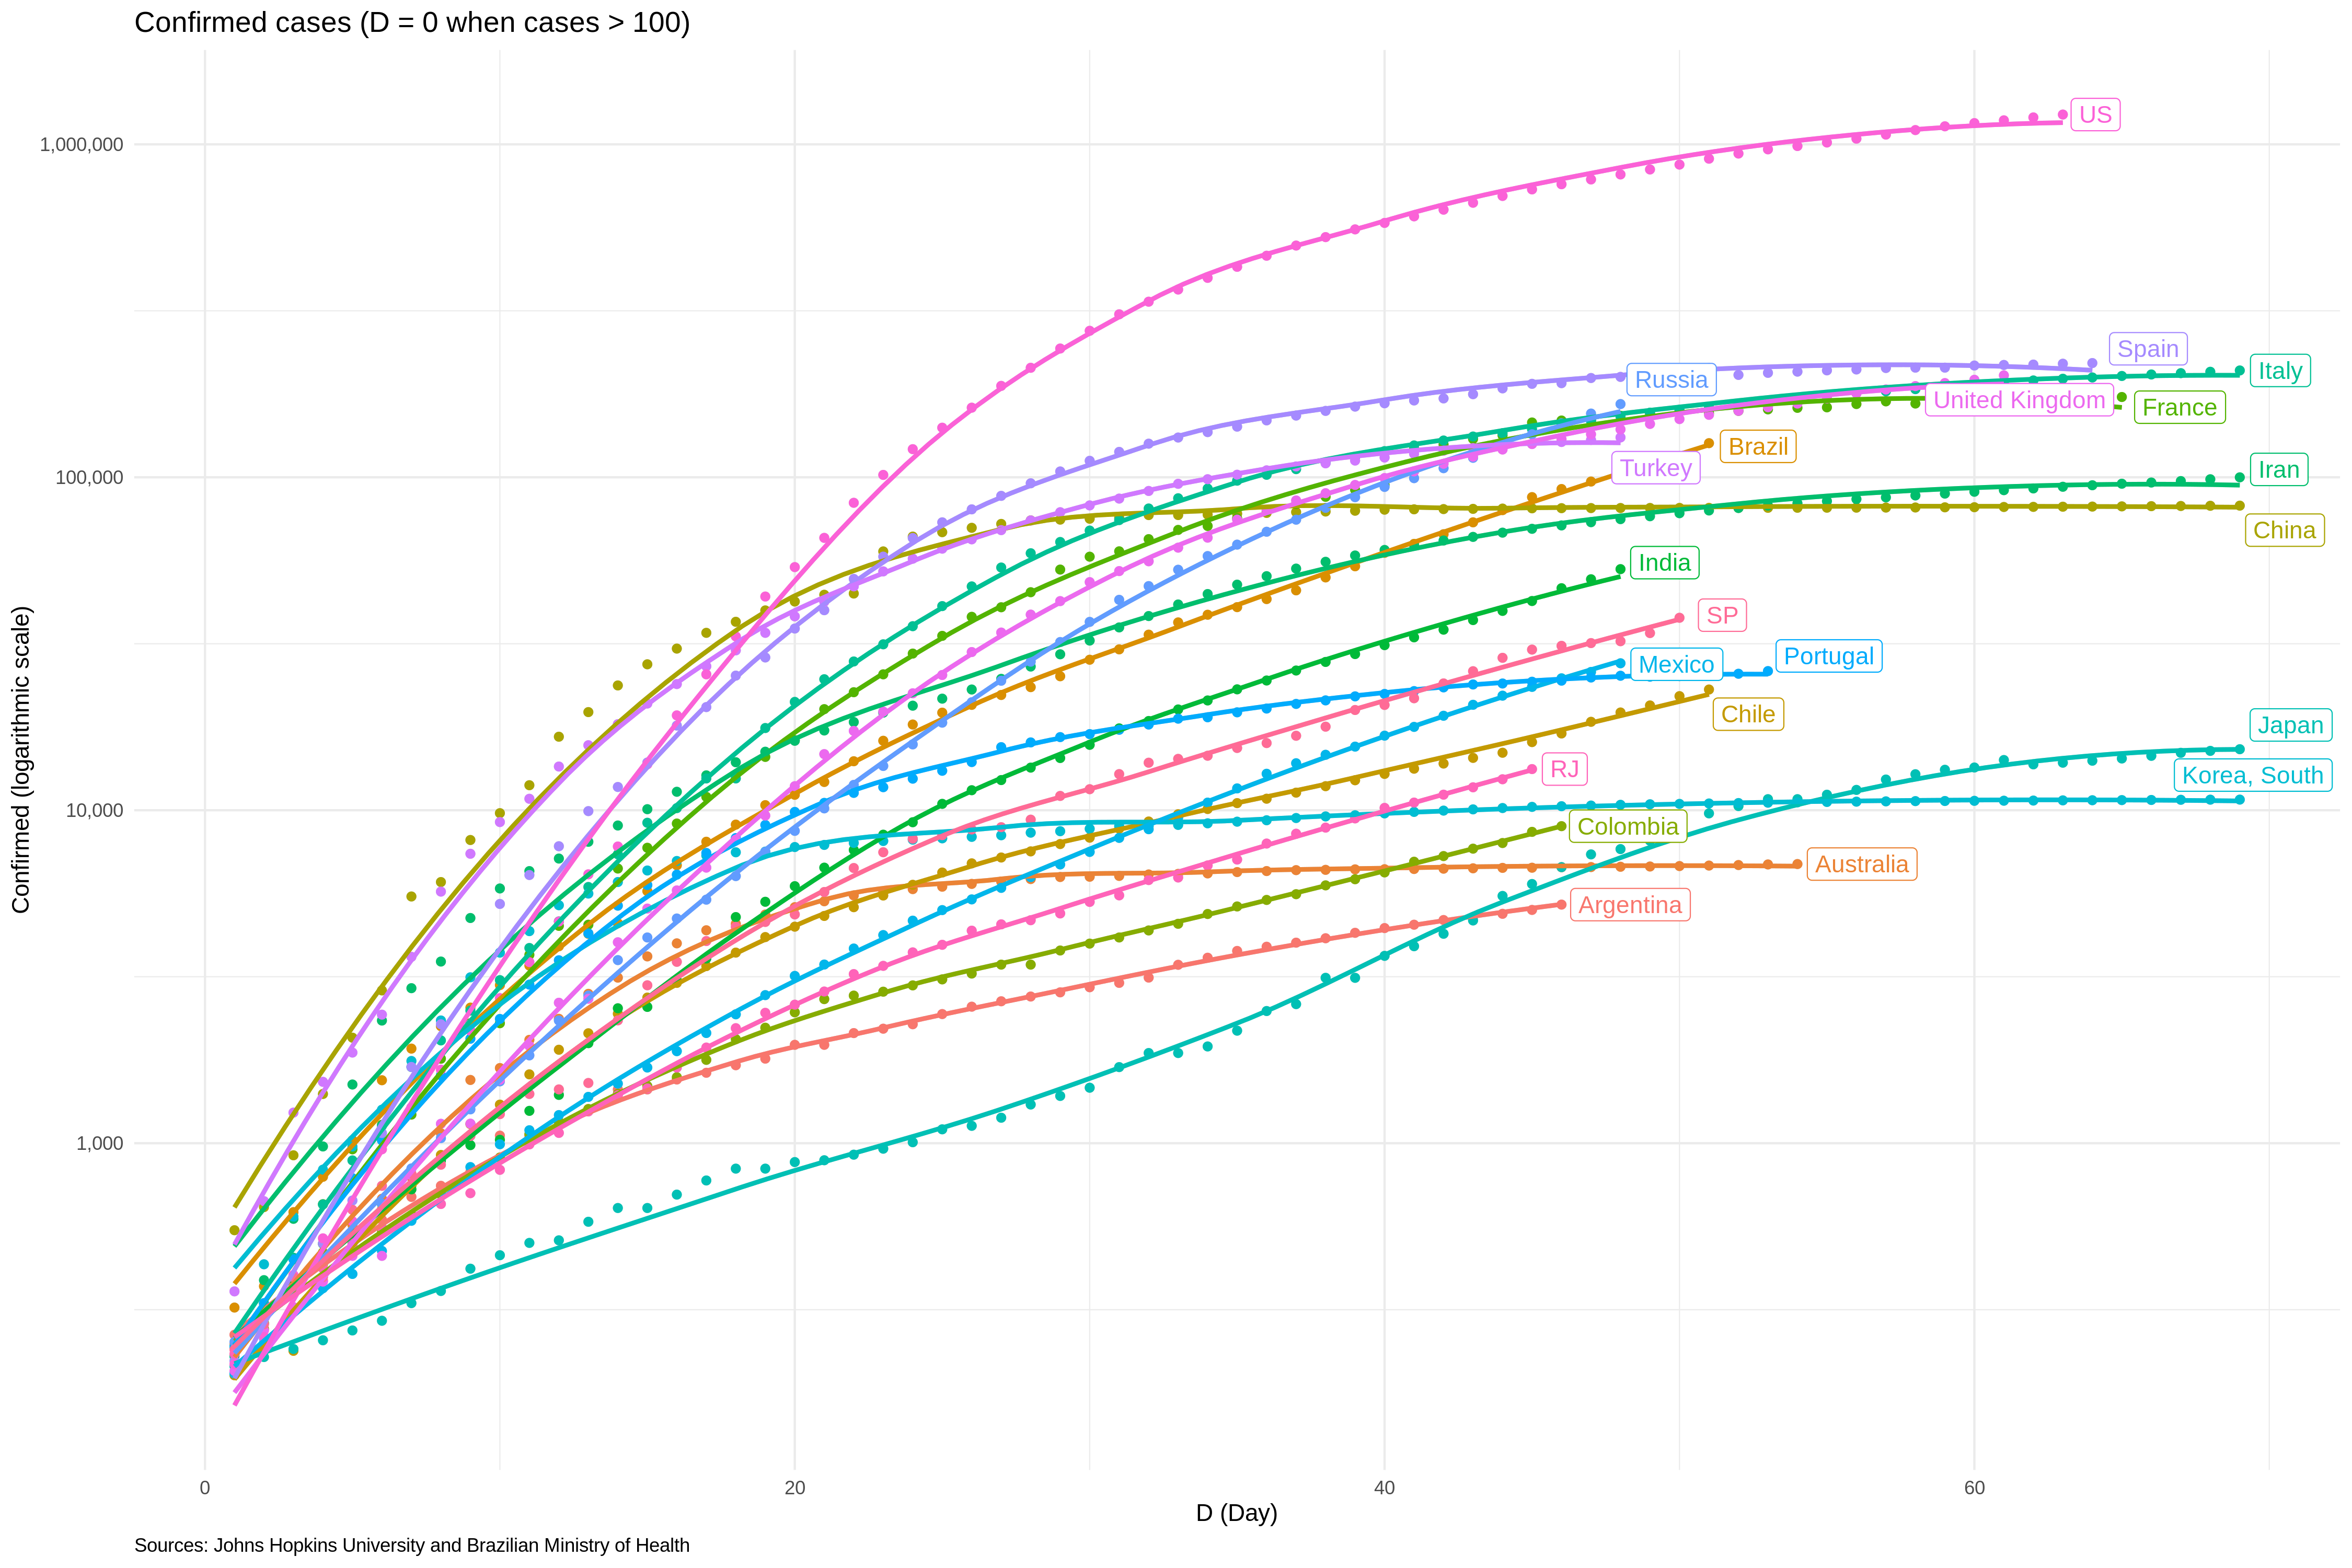 Confirmed cases (D = 0 when cases > 100)
US
1,000,000
Spain
Italy
Russia
United Kingdom
France
Brazil
Turkey
Iran
100,000
China
India
SP
Portugal
Mexico
Chile
Japan
RJ
Korea, South
10,000
Colombia
Australia
Argentina
1,000
Confirmed (logarithmic scale)
0
20
40
60
D (Day)
Sources: Johns Hopkins University and Brazilian Ministry of Health